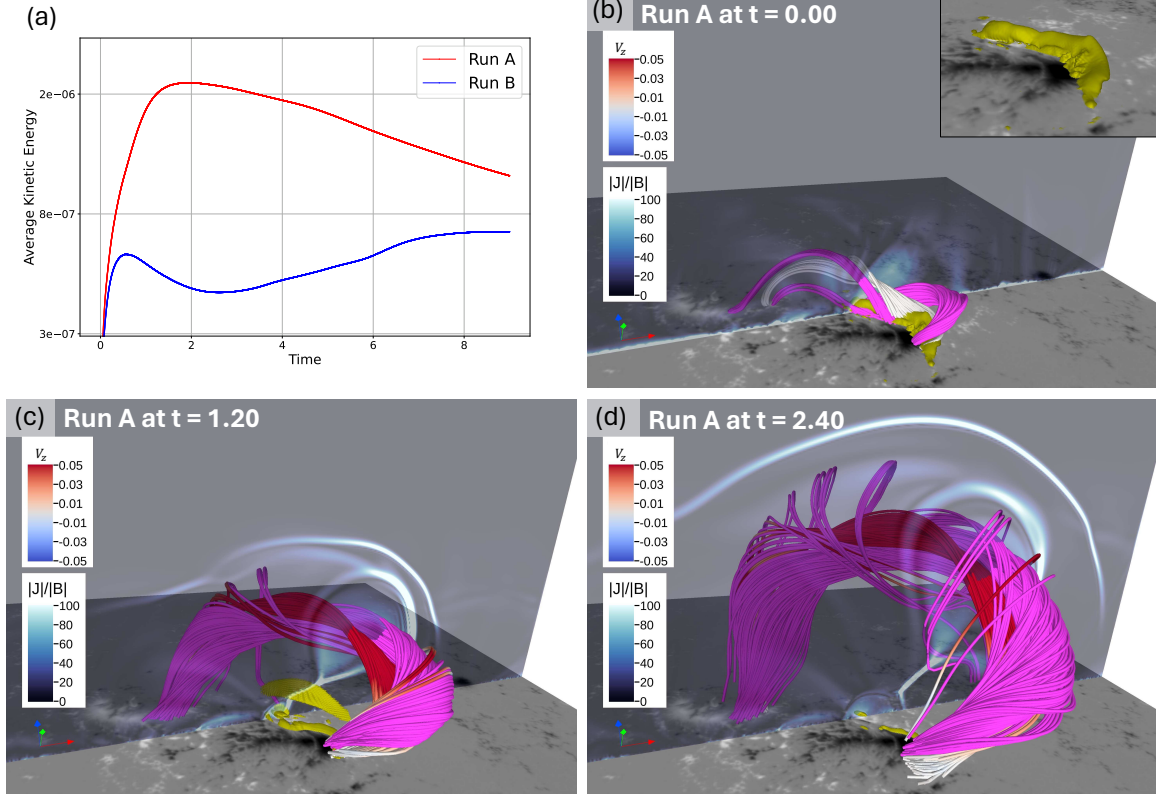 (a)
Run A
Run B
2e-06
8e-07
3e-07
Average Kinetic Energy
0
2
4
6
8
Time
(b) Run A at t = 0.00
Vz
0.05
0.03
0.01
-0.01
-0.03
-0.05
|J|/|B|
100
80
60
40
20
0
(c) Run A at t = 1.20
Vz
0.05
0.03
0.01
-0.01
-0.03
-0.05
|J|/|B|
100
80
60
40
20
0
(d) Run A at t = 2.40
Vz
0.05
0.03
0.01
-0.01
-0.03
-0.05
|J|/|B|
100
80
60
40
20
0